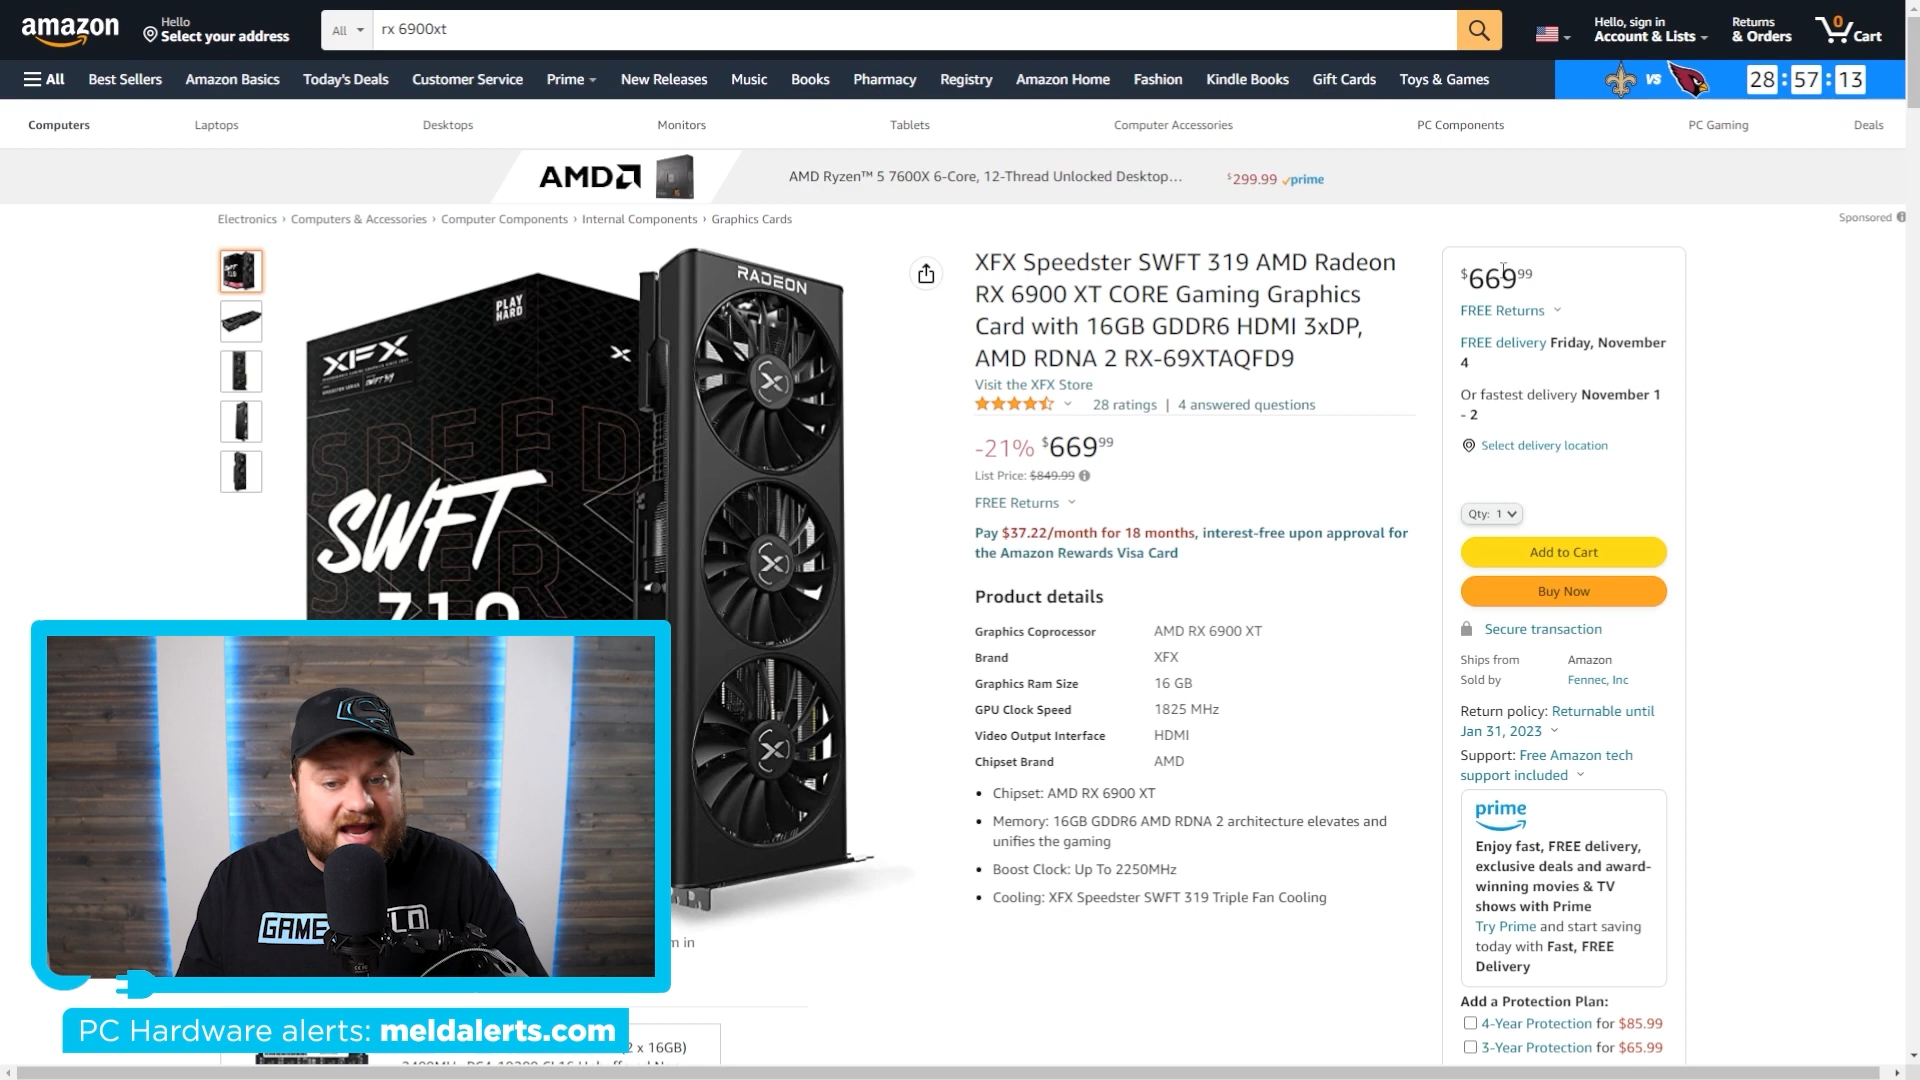 amazon
Hello
Select your address
All
rx 6900xt
Hello, sign in
Account & Lists
Returns
& Orders
0
Cart
All
Best Sellers
Amazon Basics
Today's Deals
Customer Service
Prime
New Releases
Music
Books
Pharmacy
Registry
Amazon Home
Fashion
Kindle Books
Gift Cards
Toys & Games
VS
28 : 57 : 13
Computers
Laptops
Desktops
Monitors
Tablets
Computer Accessories
PC Components
PC Gaming
Deals
AMD
AMD Ryzen™ 5 7600X 6-Core, 12-Thread Unlocked Desktop...
$299.99 prime
Electronics › Computers & Accessories › Computer Components › Internal Components › Graphics Cards
Sponsored
RADEON
PLAY
HARD
XFX
SWFT 319
SPEED
STER
SWFT
319
XFX Speedster SWFT 319 AMD Radeon
RX 6900 XT CORE Gaming Graphics
Card with 16GB GDDR6 HDMI 3xDP,
AMD RDNA 2 RX-69XTAQFD9
Visit the XFX Store
28 ratings | 4 answered questions
-21% $669 99
List Price: $849.99
FREE Returns
Pay $37.22/month for 18 months, interest-free upon approval for
the Amazon Rewards Visa Card
Product details
Graphics Coprocessor AMD RX 6900 XT
Brand XFX
Graphics Ram Size 16 GB
GPU Clock Speed 1825 MHz
Video Output Interface HDMI
Chipset Brand AMD
• Chipset: AMD RX 6900 XT
• Memory: 16GB GDDR6 AMD RDNA 2 architecture elevates and
unifies the gaming
• Boost Clock: Up To 2250MHz
• Cooling: XFX Speedster SWFT 319 Triple Fan Cooling
$669 99
FREE Returns
FREE delivery Friday, November
4
Or fastest delivery November 1
- 2
Select delivery location
Qty: 1
Add to Cart
Buy Now
Secure transaction
Ships from Amazon
Sold by Fennec, Inc
Return policy: Returnable until
Jan 31, 2023
Support: Free Amazon tech
support included
prime
Enjoy fast, FREE delivery,
exclusive deals and award-
winning movies & TV
shows with Prime
Try Prime and start saving
today with Fast, FREE
Delivery
Add a Protection Plan:
4-Year Protection for $85.99
3-Year Protection for $65.99
GAME LD
m in
PC Hardware alerts: meldalerts.com
2 x 16GB)